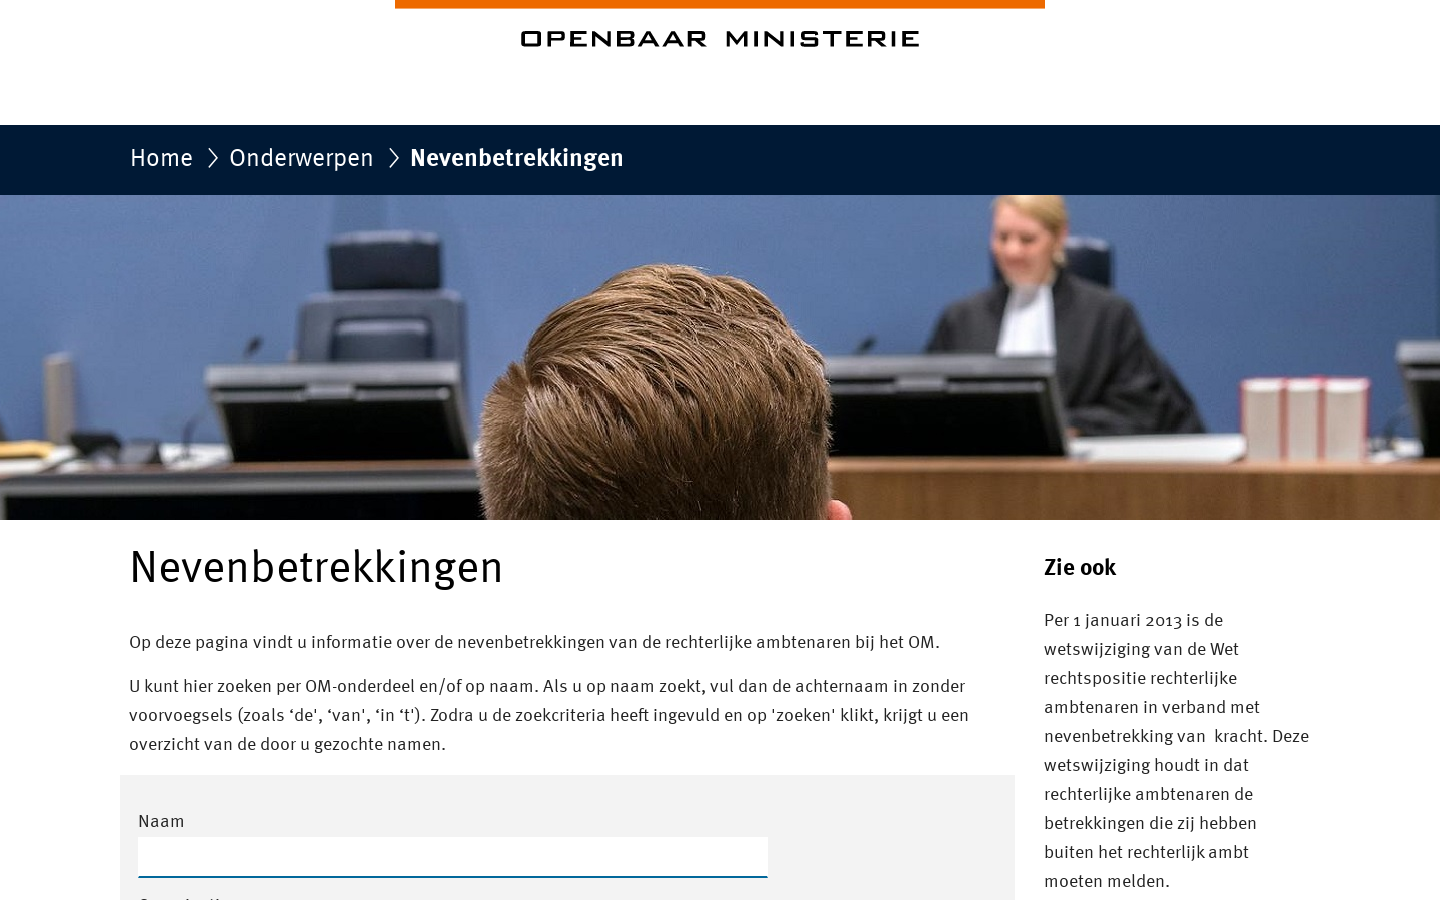 OPENBAAR MINISTERIE
Home > Onderwerpen > Nevenbetrekkingen
Nevenbetrekkingen
Op deze pagina vindt u informatie over de nevenbetrekkingen van de rechterlijke ambtenaren bij het OM.
U kunt hier zoeken per OM-onderdeel en/of op naam. Als u op naam zoekt, vul dan de achternaam in zonder
voorvoegsels (zoals ‘de', ‘van', ‘in ‘t'). Zodra u de zoekcriteria heeft ingevuld en op 'zoeken' klikt, krijgt u een
overzicht van de door u gezochte namen.
Naam
Zie ook
Per 1 januari 2013 is de
wetswijziging van de Wet
rechtspositie rechterlijke
ambtenaren in verband met
nevenbetrekking van  kracht. Deze
wetswijziging houdt in dat
rechterlijke ambtenaren de
betrekkingen die zij hebben
buiten het rechterlijk ambt
moeten melden.